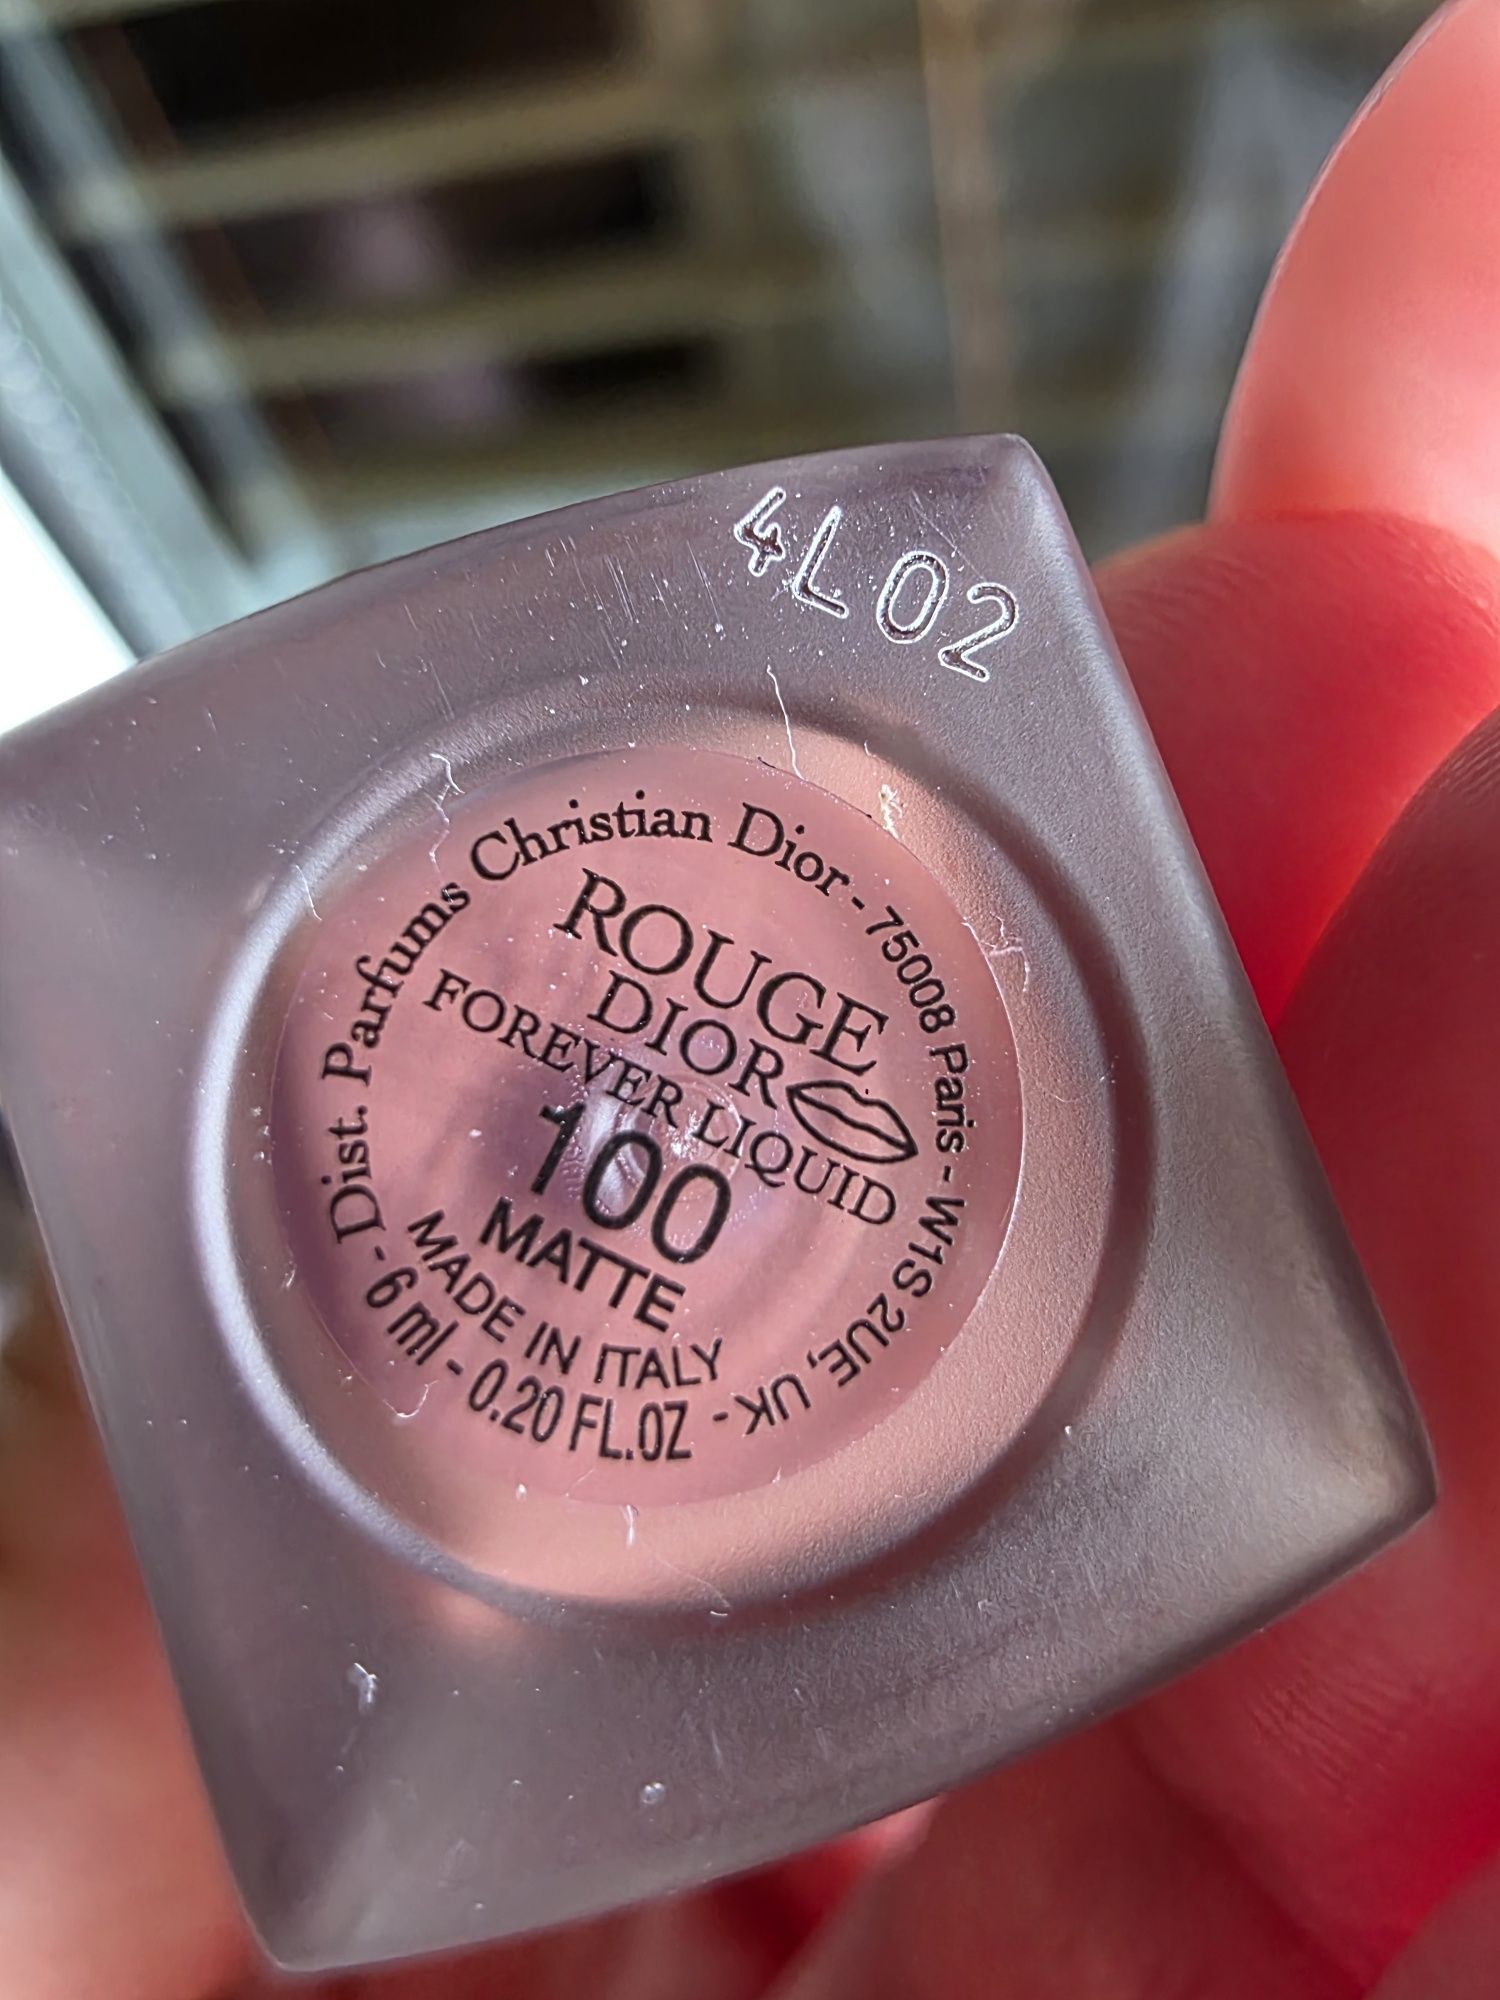 4L02
Dist. Parfums Christian Dior - 75008 Paris - W1S 2UE, UK - 6 ml - 0.20 FL.OZ -
ROUGE
DIOR
FOREVER LIQUID
100
MATTE
MADE IN ITALY